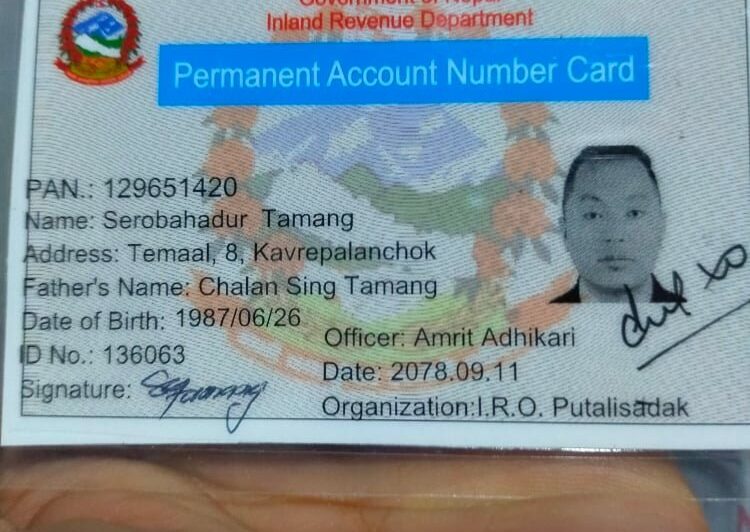 Government of Nepal
Inland Revenue Department
Permanent Account Number Card
PAN.: 129651420
Name: Serobahadur Tamang
Address: Temaal, 8, Kavrepalanchok
Father's Name: Chalan Sing Tamang
Date of Birth: 1987/06/26
ID No.: 136063
Signature:
Officer: Amrit Adhikari
Date: 2078.09.11
Organization:I.R.O. Putalisadak